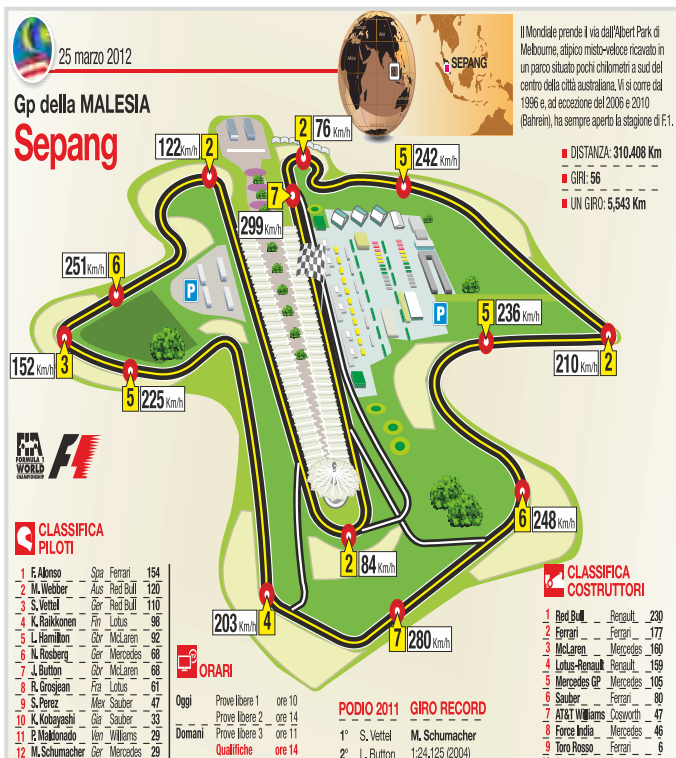 25 marzo 2012
Gp della MALESIA
Sepang
Africa
Asia
SEPANG
Il Mondiale prende il via dall'Albert Park di
Melbourne, atipico misto-veloce ricavato in
un parco situato pochi chilometri a sud del
centro della città australiana. Vi si corre dal
1996 e, ad eccezione del 2006 e 2010
(Bahrein), ha sempre aperto la stagione di F.1.
DISTANZA: 310.408 Km
GIRI: 56
UN GIRO: 5,543 Km
122 Km/h 2
2 76 Km/h
5 242 Km/h
7
299 Km/h
251 Km/h 6
P
P
5 236 Km/h
210 Km/h 2
152 Km/h 3
5 225 Km/h
6 248 Km/h
2 84 Km/h
203 Km/h 4
7 280 Km/h
FIA
FORMULA 1
WORLD
CHAMPIONSHIP
F1
CLASSIFICA
PILOTI
1 F. Alonso Spa Ferrari 154
2 M. Webber Aus Red Bull 120
3 S. Vettel Ger Red Bull 110
4 K. Raikkonen Fin Lotus 98
5 L. Hamilton Gbr McLaren 92
6 N. Rosberg Ger Mercedes 68
7 J. Button Gbr McLaren 68
8 R. Grosjean Fra Lotus 61
9 S. Perez Mex Sauber 47
10 K. Kobayashi Gia Sauber 33
11 P. Maldonado Ven Williams 29
12 M. Schumacher Ger Mercedes 29
ORARI
Oggi Prove libere 1 ore 10
Prove libere 2 ore 14
Domani Prove libere 3 ore 11
Qualifiche ore 14
PODIO 2011
1° S. Vettel
2° L. Button
GIRO RECORD
M. Schumacher
1:24.125 (2004)
CLASSIFICA
COSTRUTTORI
1 Red Bull Renault 230
2 Ferrari Ferrari 177
3 McLaren Mercedes 160
4 Lotus-Renault Renault 159
5 Mercedes GP Mercedes 105
6 Sauber Ferrari 80
7 AT&T Williams Cosworth 47
8 Force India Mercedes 46
9 Toro Rosso Ferrari 6